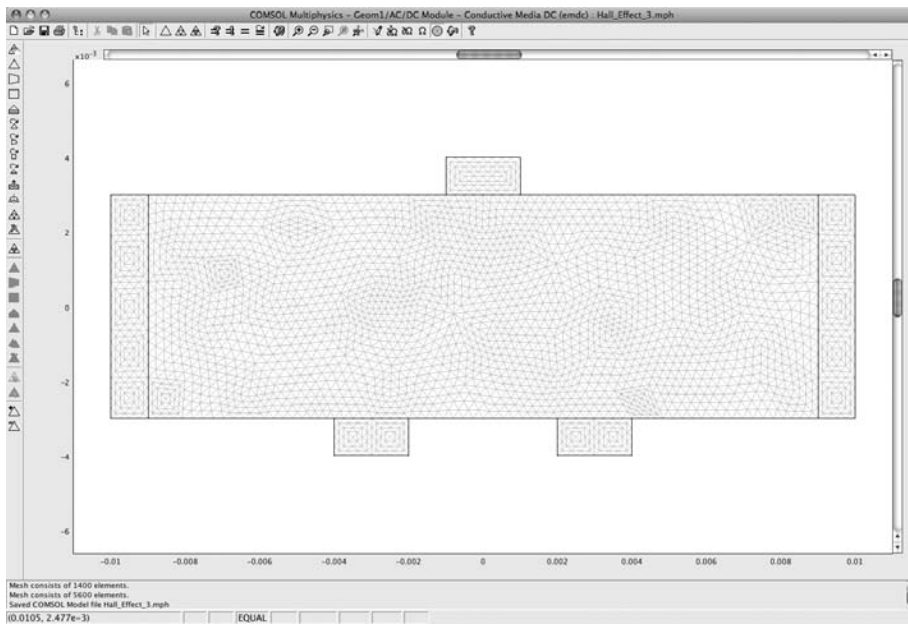 COMSOL Multiphysics - Geom1/AC/DC Module - Conductive Media DC (emdc) : Hall_Effect_3.mph
×10⁻³
6
4
2
0
-2
-4
-6
-0.01 -0.008 -0.006 -0.004 -0.002 0 0.002 0.004 0.006 0.008 0.01
Mesh consists of 1400 elements.
Mesh consists of 5600 elements.
Saved COMSOL Model file Hall_Effect_3.mph
(0.0105, 2.477e-3) EQUAL